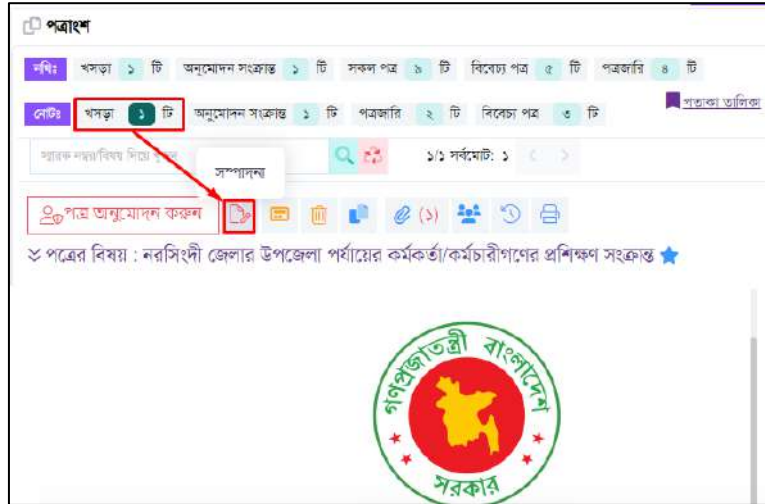 পত্রাংশ
নথিঃ খসড়া ১ টি অনুমোদন সংক্রান্ত ১ টি সকল পত্র ৯ টি বিবেচ্য পত্র ৫ টি পত্রজারি ৪ টি
নোটঃ খসড়া ১ টি অনুমোদন সংক্রান্ত ১ টি পত্রজারি ২ টি বিবেচ্য পত্র ৩ টি পতাকা তালিকা
স্মারক নম্বর/বিষয় দিয়ে ১/১ সর্বমোট: ১
সম্পাদনা
পত্র অনুমোদন করুন (১)
পত্রের বিষয় : নরসিংদী জেলার উপজেলা পর্যায়ের কর্মকর্তা/কর্মচারীগণের প্রশিক্ষণ সংক্রান্ত
গণপ্রজাতন্ত্রী বাংলাদেশ
সরকার